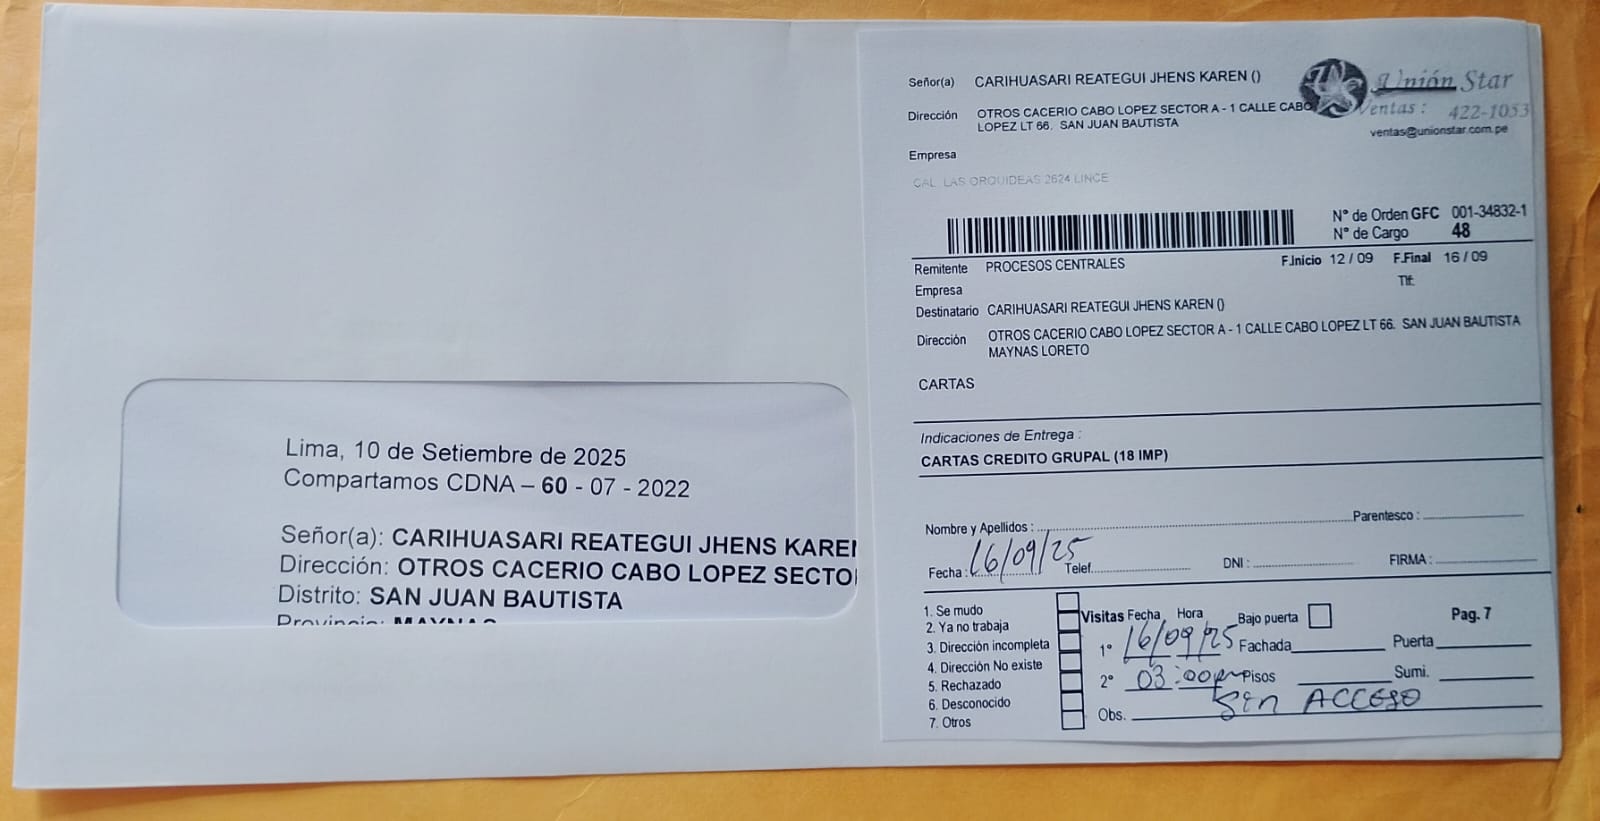 Lima, 10 de Setiembre de 2025
Compartamos CDNA – 60 - 07 - 2022
Señor(a): CARIHUASARI REATEGUI JHENS KAREN
Dirección: OTROS CACERIO CABO LOPEZ SECTO
Distrito: SAN JUAN BAUTISTA
Provincia: MAYNAS
Señor(a) CARIHUASARI REATEGUI JHENS KAREN ()
Unión Star
Ventas : 422-1053
ventas@unionstar.com.pe
Dirección OTROS CACERIO CABO LOPEZ SECTOR A - 1 CALLE CABO
LOPEZ LT 66. SAN JUAN BAUTISTA
Empresa
CAL. LAS ORQUIDEAS 2624 LINCE
N° de Orden GFC 001-34832-1
N° de Cargo 48
Remitente PROCESOS CENTRALES F.Inicio 12 / 09 F.Final 16 / 09
Empresa Tlf:
Destinatario CARIHUASARI REATEGUI JHENS KAREN ()
Dirección OTROS CACERIO CABO LOPEZ SECTOR A - 1 CALLE CABO LOPEZ LT 66. SAN JUAN BAUTISTA
MAYNAS LORETO
CARTAS
Indicaciones de Entrega :
CARTAS CREDITO GRUPAL (18 IMP)
Nombre y Apellidos : Parentesco :
Fecha : 16/09/25 Telef. DNI : FIRMA :
1. Se mudo
2. Ya no trabaja
3. Dirección incompleta
4. Dirección No existe
5. Rechazado
6. Desconocido
7. Otros
Visitas Fecha Hora Bajo puerta Pag. 7
1° 16/09/25 Fachada Puerta
2° 03:00pm Pisos Sumi.
Obs. Sin ACCESO